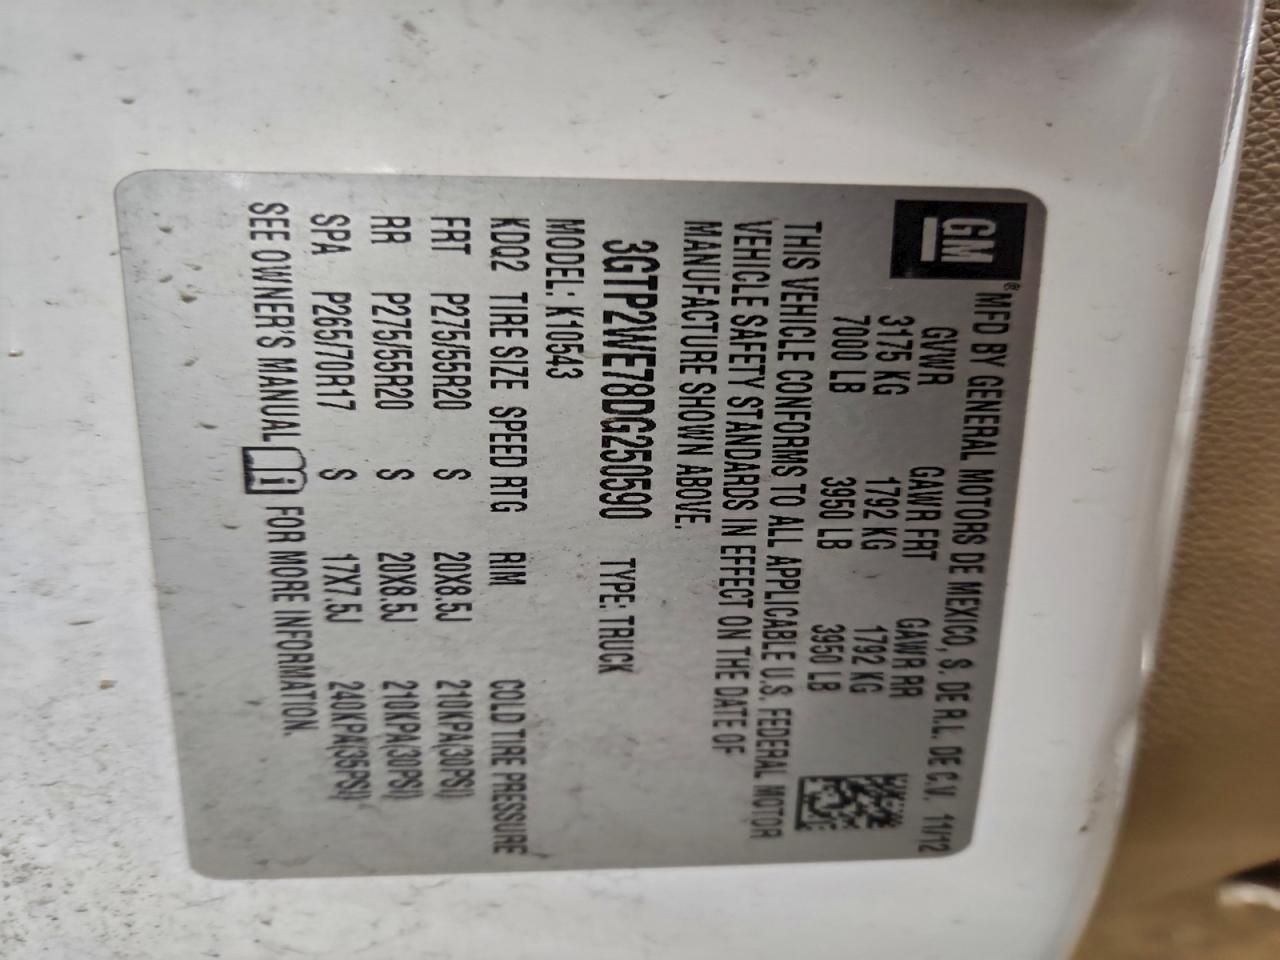 GM
® MFD BY GENERAL MOTORS DE MEXICO, S. DE R.L. DE C.V. 11/12
GVWR GAWR FRT GAWR RR
3175 KG 1792 KG 1792 KG
7000 LB 3950 LB 3950 LB
THIS VEHICLE CONFORMS TO ALL APPLICABLE U.S. FEDERAL MOTOR
VEHICLE SAFETY STANDARDS IN EFFECT ON THE DATE OF
MANUFACTURE SHOWN ABOVE.
3GTP2WE78DG250590 TYPE: TRUCK
MODEL: K10543
KDQ2 TIRE SIZE SPEED RTG RIM COLD TIRE PRESSURE
FRT P275/55R20 S 20X8.5J 210KPA(30PSI)
RR P275/55R20 S 20X8.5J 210KPA(30PSI)
SPA P265/70R17 S 17X7.5J 240KPA(35PSI)
SEE OWNER'S MANUAL i FOR MORE INFORMATION.